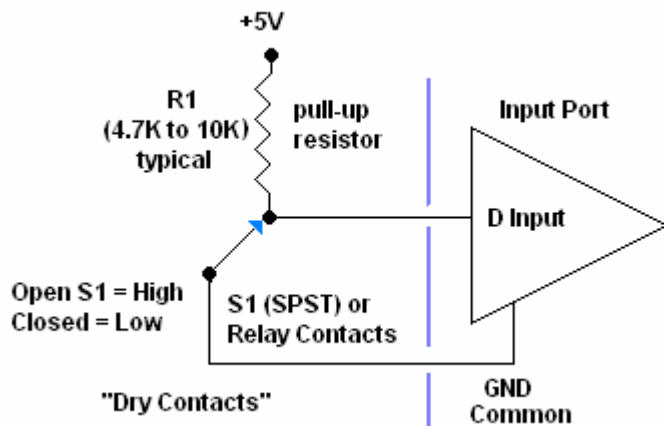 +5V
R1
(4.7K to 10K)
typical
pull-up
resistor
Input Port
D Input
Open S1 = High
Closed = Low
S1 (SPST) or
Relay Contacts
"Dry Contacts"
GND
Common